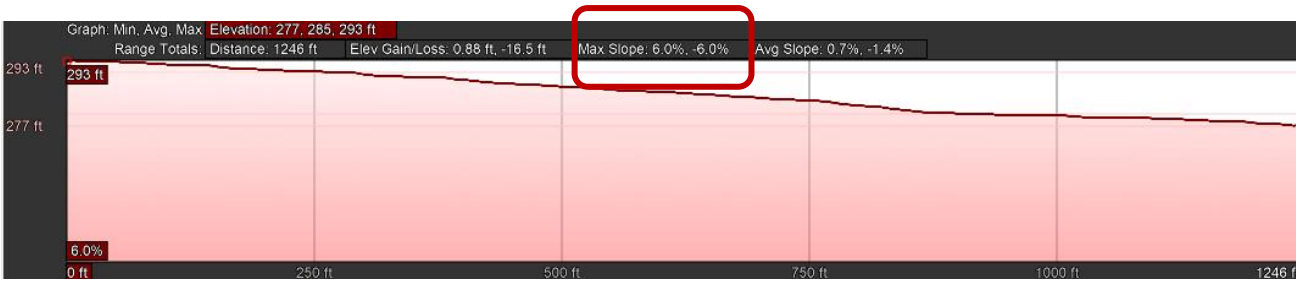 Graph: Min, Avg, Max Elevation: 277, 285, 293 ft
Range Totals: Distance: 1246 ft Elev Gain/Loss: 0.88 ft, -16.5 ft Max Slope: 6.0%, -6.0% Avg Slope: 0.7%, -1.4%
293 ft
293 ft
277 ft
6.0%
0 ft 250 ft 500 ft 750 ft 1000 ft 1246 f